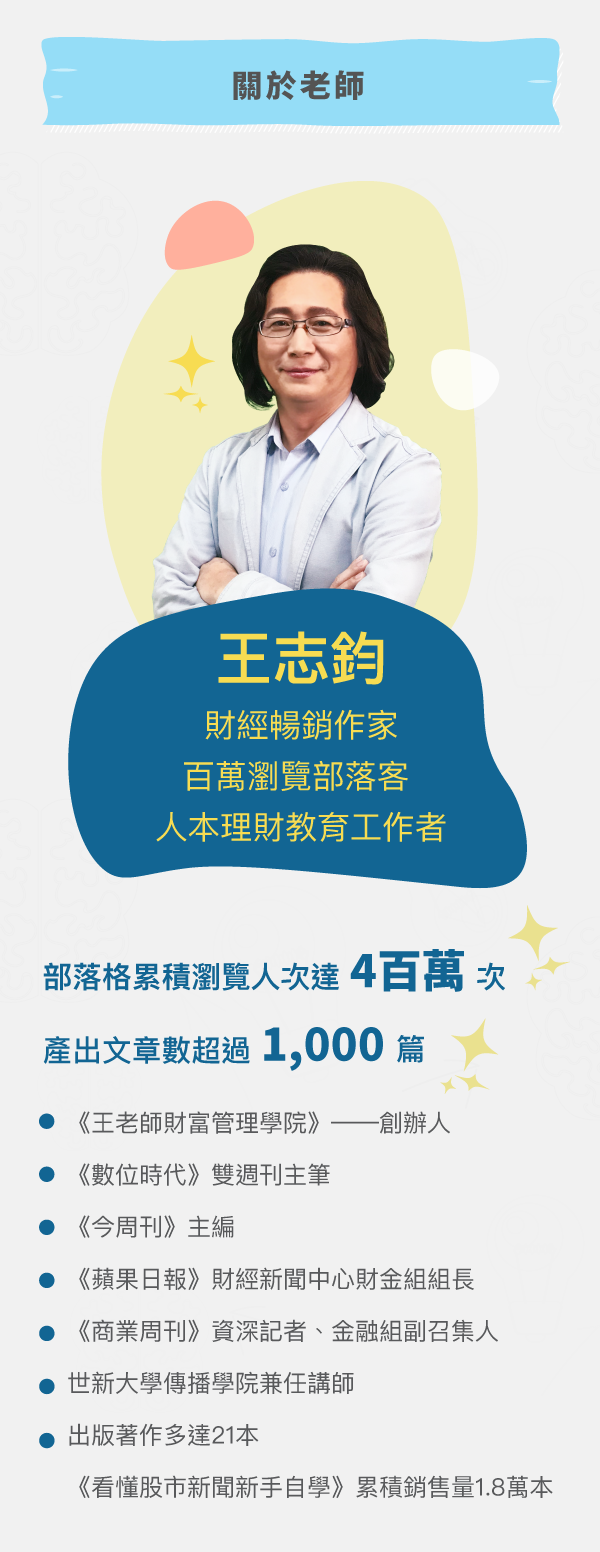 關於老師
王志鈞
財經暢銷作家
百萬瀏覽部落客
人本理財教育工作者
部落格累積瀏覽人次達 4百萬 次
產出文章數超過 1,000 篇
《王老師財富管理學院》——創辦人
《數位時代》雙週刊主筆
《今周刊》主編
《蘋果日報》財經新聞中心財金組組長
《商業周刊》資深記者、金融組副召集人
世新大學傳播學院兼任講師
出版著作多達21本
《看懂股市新聞新手自學》累積銷售量1.8萬本